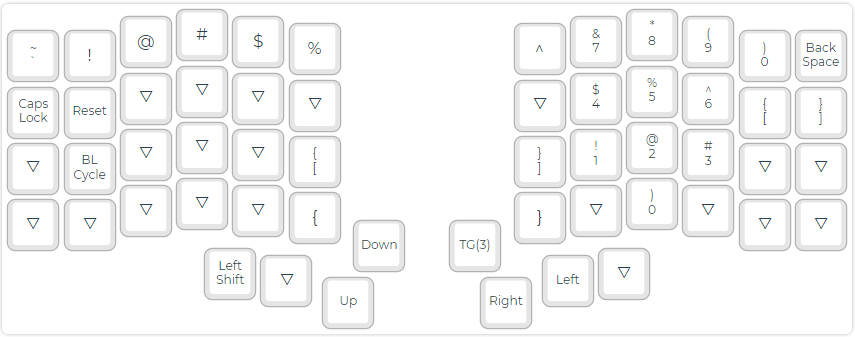 ~ ! @ # $ % ^ & * ( ) Back
` 7 8 9 0 Space
Caps Reset ▽ ▽ ▽ ▽ ▽ $ % ^ { }
Lock 4 5 6 [ ]
▽ BL ▽ ▽ ▽ { } ! @ # ▽ ▽
Cycle [ ] 1 2 3
▽ ▽ ▽ ▽ ▽ { } ▽ ) ▽ ▽ ▽
0
Down TG(3)
Left ▽ Left ▽
Shift
Up Right